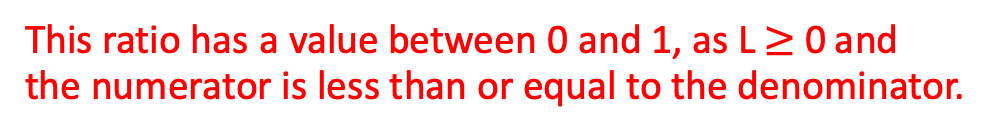 This ratio has a value between 0 and 1, as L ≥ 0 and
the numerator is less than or equal to the denominator.